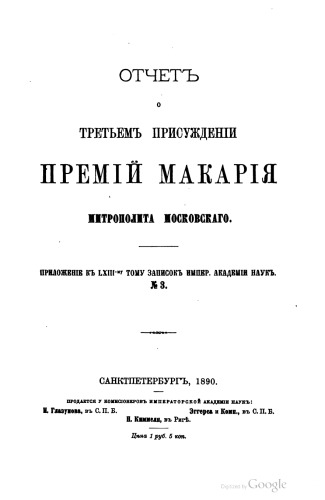 ОТЧЕТЪ
О
ТРЕТЬЕМЪ ПРИСУЖДЕНІИ
ПРЕМІЙ МАКАРІЯ
МИТРОПОЛИТА МОСКОВСКАГО.
ПРИЛОЖЕНІЕ КЪ LXIII-му ТОМУ ЗАПИСОКЪ ИМПЕР. АКАДЕМІИ НАУКЪ.
№ 3.
САНКТПЕТЕРБУРГЪ, 1890.
ПРОДАЕТСЯ У КОМИССІОНЕРОВЪ ИМПЕРАТОРСКОЙ АКАДЕМІИ НАУКЪ:
И. Глазунова, въ С. П. Б. Эггерса и Комп., въ С. П. Б.
Н. Киммеля, въ Ригѣ.
Цѣна 1 руб. 5 коп.
Digitized by Google